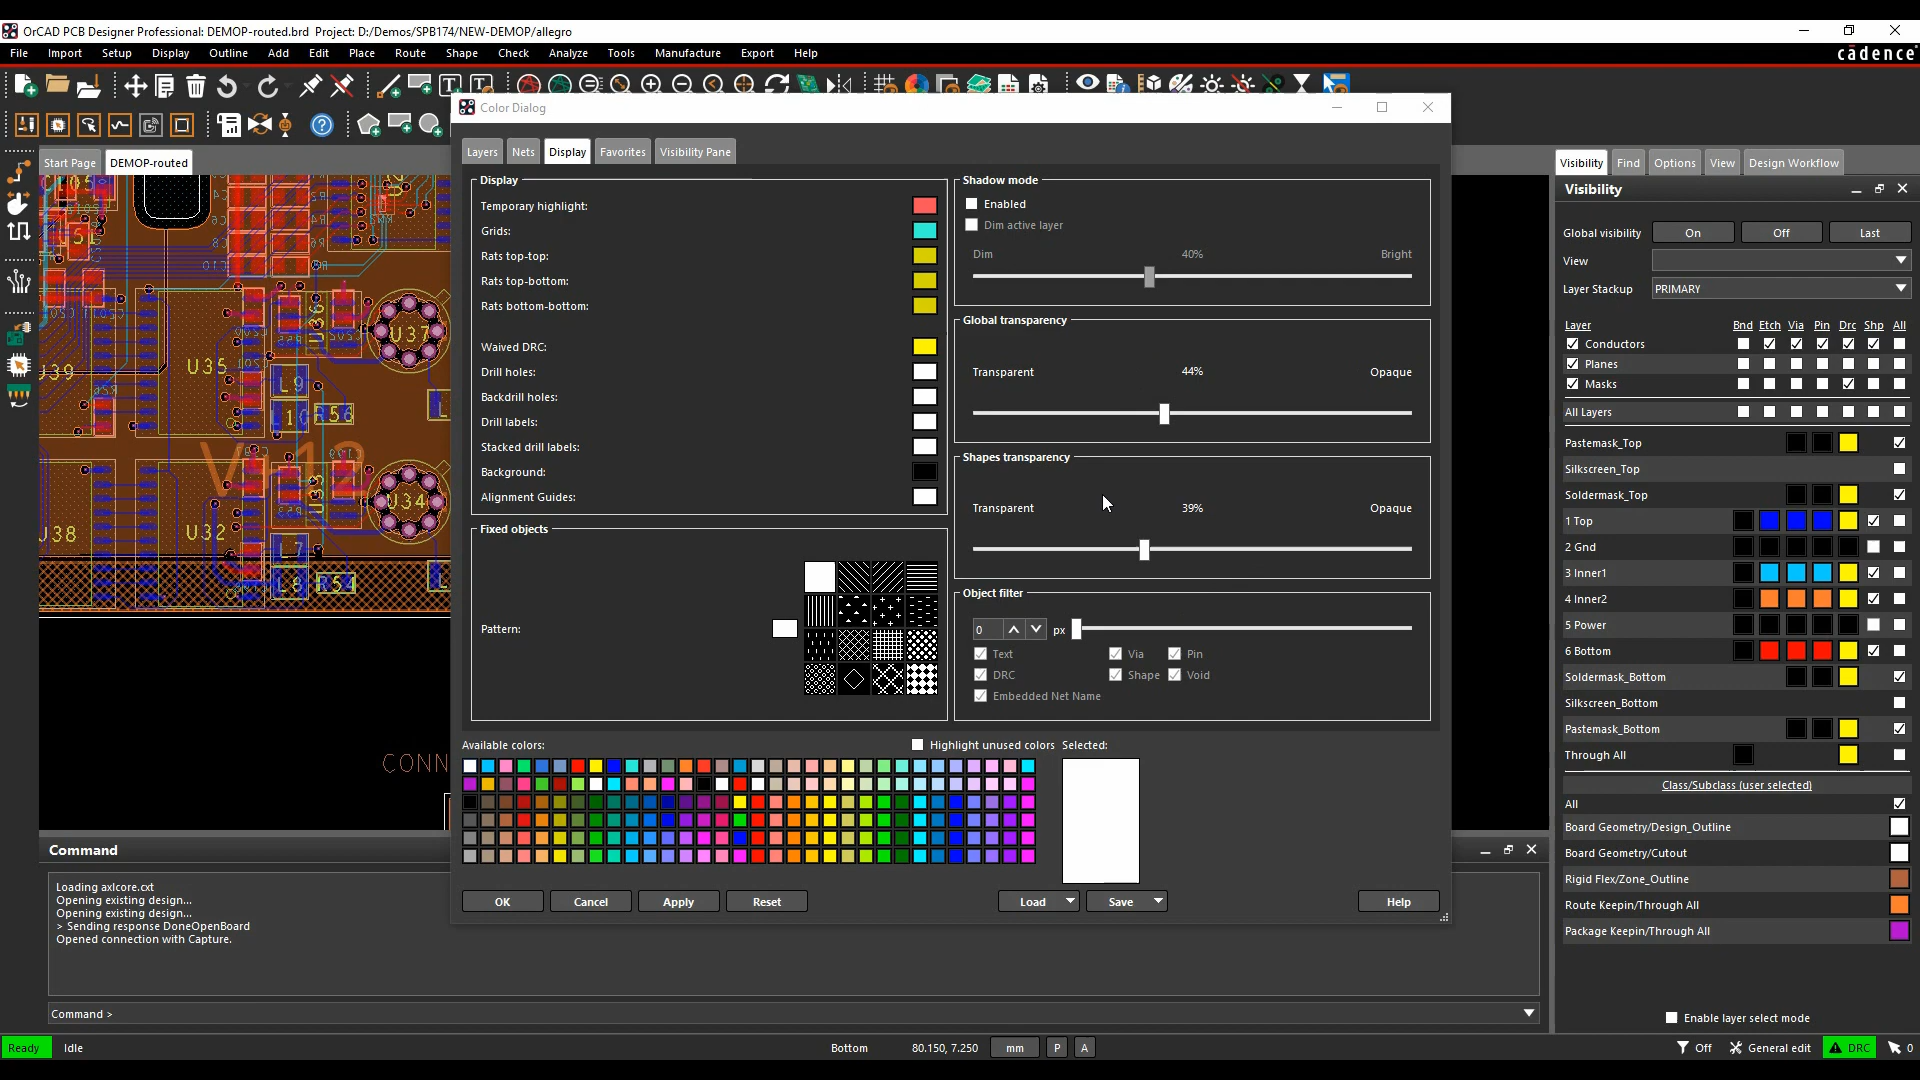 OrCAD PCB Designer Professional: DEMOP-routed.brd Project: D:/Demos/SPB174/NEW-DEMOP/allegro
File Import Setup Display Outline Add Edit Place Route Shape Check Analyze Tools Manufacture Export Help
cādence
Color Dialog
Start Page DEMOP-routed
Layers Nets Display Favorites Visibility Pane
Display
Temporary highlight:
Grids:
Rats top-top:
Rats top-bottom:
Rats bottom-bottom:
Waived DRC:
Drill holes:
Backdrill holes:
Drill labels:
Stacked drill labels:
Background:
Alignment Guides:
Fixed objects
Pattern:
Shadow mode
Enabled
Dim active layer
Dim 40% Bright
Global transparency
Transparent 44% Opaque
Shapes transparency
Transparent 39% Opaque
Object filter
0 px
Text Via Pin
DRC Shape Void
Embedded Net Name
Available colors: Highlight unused colors Selected:
OK Cancel Apply Reset Load Save Help
U37
U35
U39
L9
R56
U36
U34
U32
U38
L7
L8 R54
CONN
Visibility Find Options View Design Workflow
Visibility
Global visibility On Off Last
View
Layer Stackup PRIMARY
Layer Bnd Etch Via Pin Drc Shp All
Conductors
Planes
Masks
All Layers
Pastemask_Top
Silkscreen_Top
Soldermask_Top
1 Top
2 Gnd
3 Inner1
4 Inner2
5 Power
6 Bottom
Soldermask_Bottom
Silkscreen_Bottom
Pastemask_Bottom
Through All
Class/Subclass (user selected)
All
Board Geometry/Design_Outline
Board Geometry/Cutout
Rigid Flex/Zone_Outline
Route Keepin/Through All
Package Keepin/Through All
Enable layer select mode
Command
Loading axlcore.cxt
Opening existing design...
Opening existing design...
> Sending response DoneOpenBoard
Opened connection with Capture.
Command >
Ready Idle Bottom 80.150, 7.250 mm P A Off General edit DRC 0